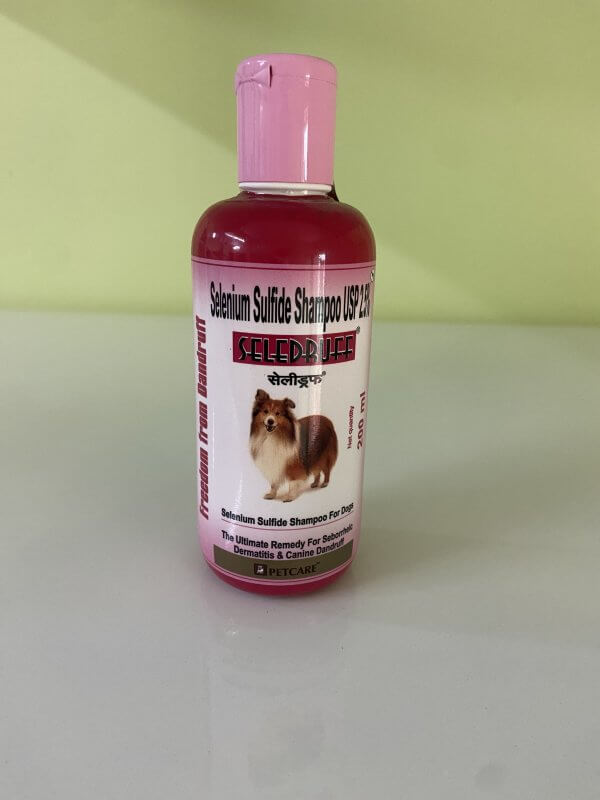 Selenium Sulfide Shampoo USP 2.5%
SELEDRUFF®
सेलीड्रफ®
Freedom from Dandruff
Net quantity
200 ml
Selenium Sulfide Shampoo For Dogs
The Ultimate Remedy For Seborrheic
Dermatitis & Canine Dandruff
PETCARE™